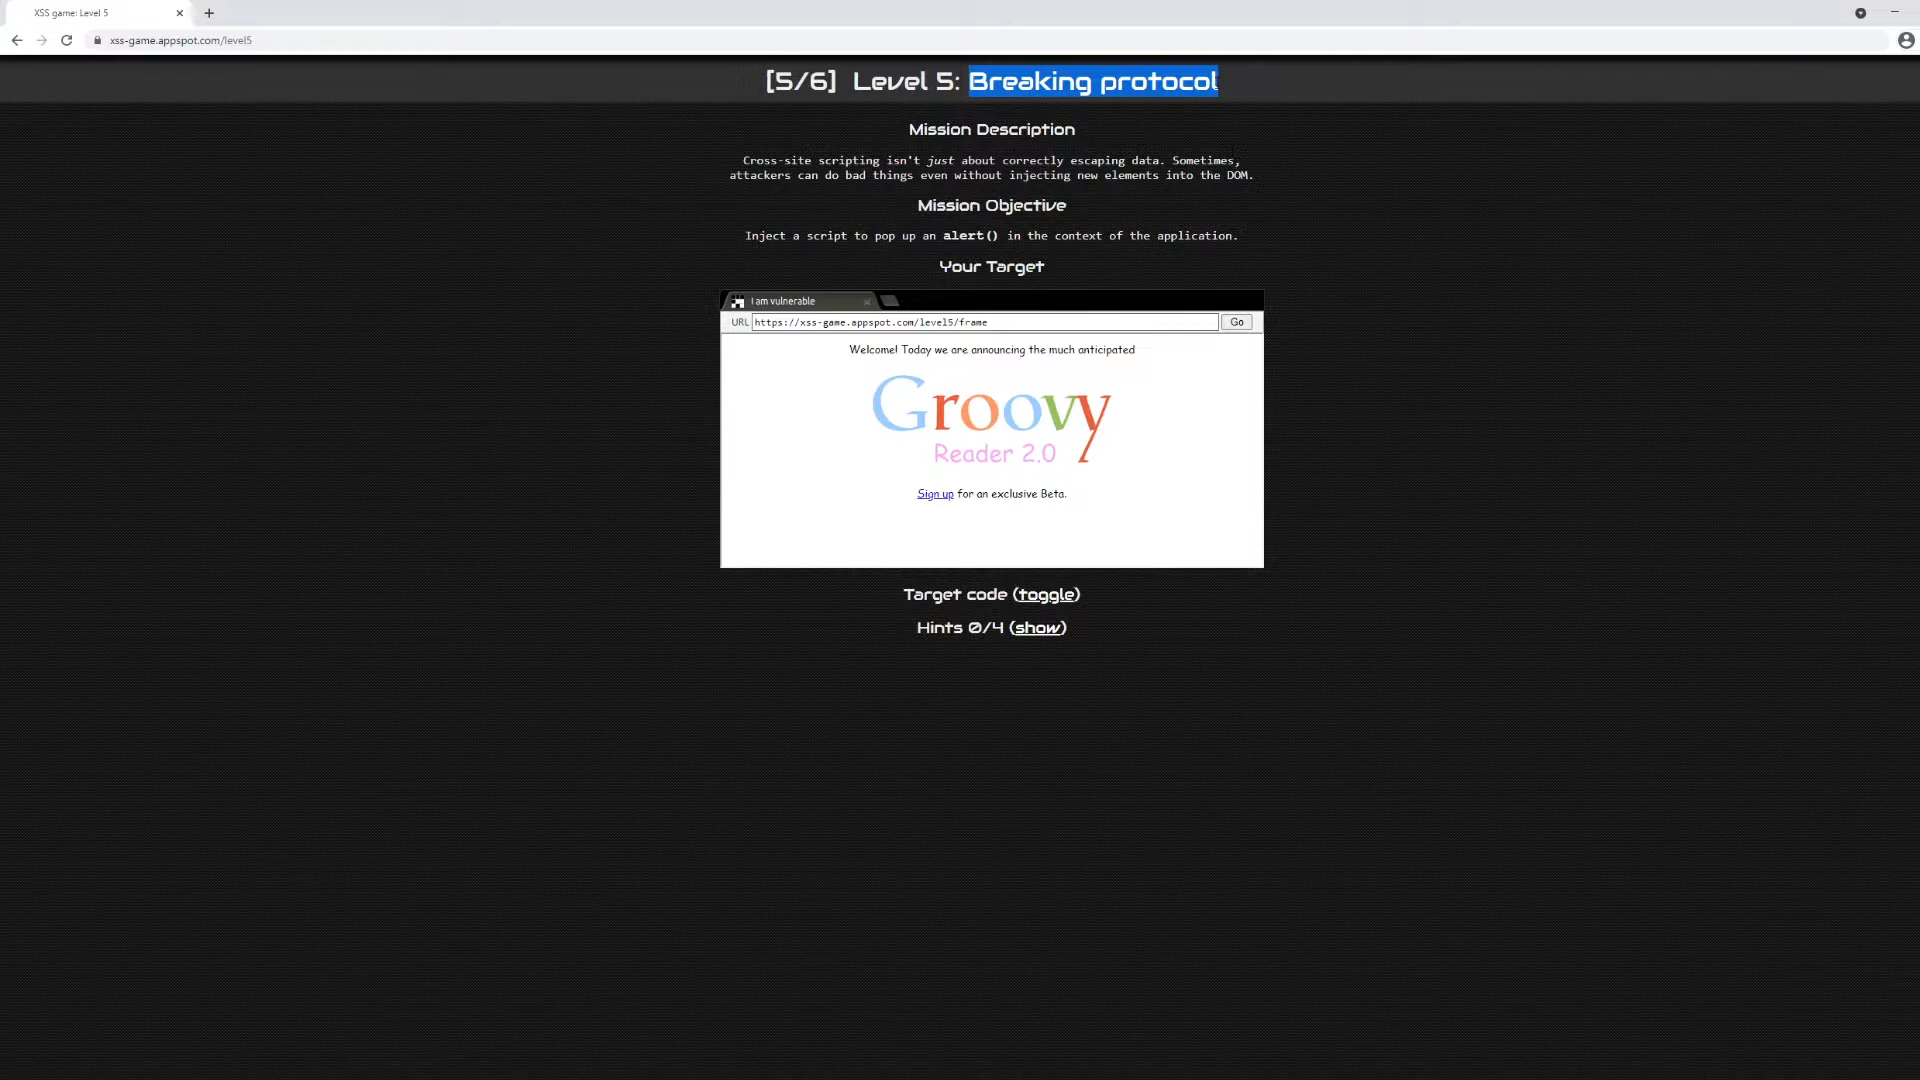 XSS game: Level 5
xss-game.appspot.com/level5
[5/6] Level 5: Breaking protocol
Mission Description
Cross-site scripting isn't just about correctly escaping data. Sometimes,
attackers can do bad things even without injecting new elements into the DOM.
Mission Objective
Inject a script to pop up an alert() in the context of the application.
Your Target
I am vulnerable
URL https://xss-game.appspot.com/level5/frame Go
Welcome! Today we are announcing the much anticipated
Groovy
Reader 2.0
Sign up for an exclusive Beta.
Target code (toggle)
Hints 0/4 (show)